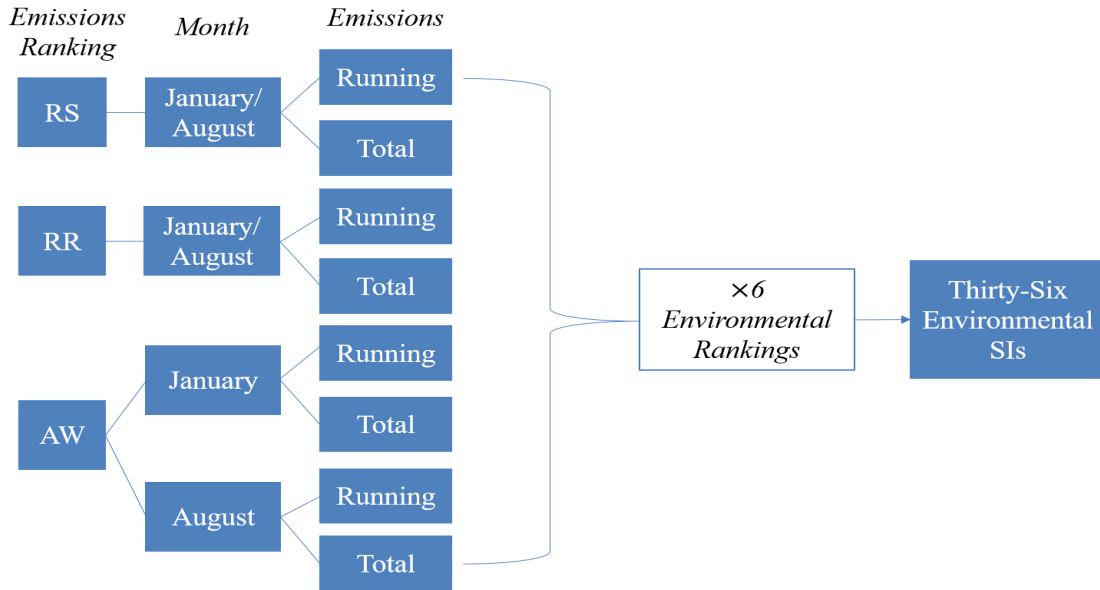 Emissions
Ranking
Month
Emissions
RS
January/
August
Running
Total
RR
January/
August
Running
Total
AW
January
Running
Total
August
Running
Total
×6
Environmental
Rankings
Thirty-Six
Environmental
SIs